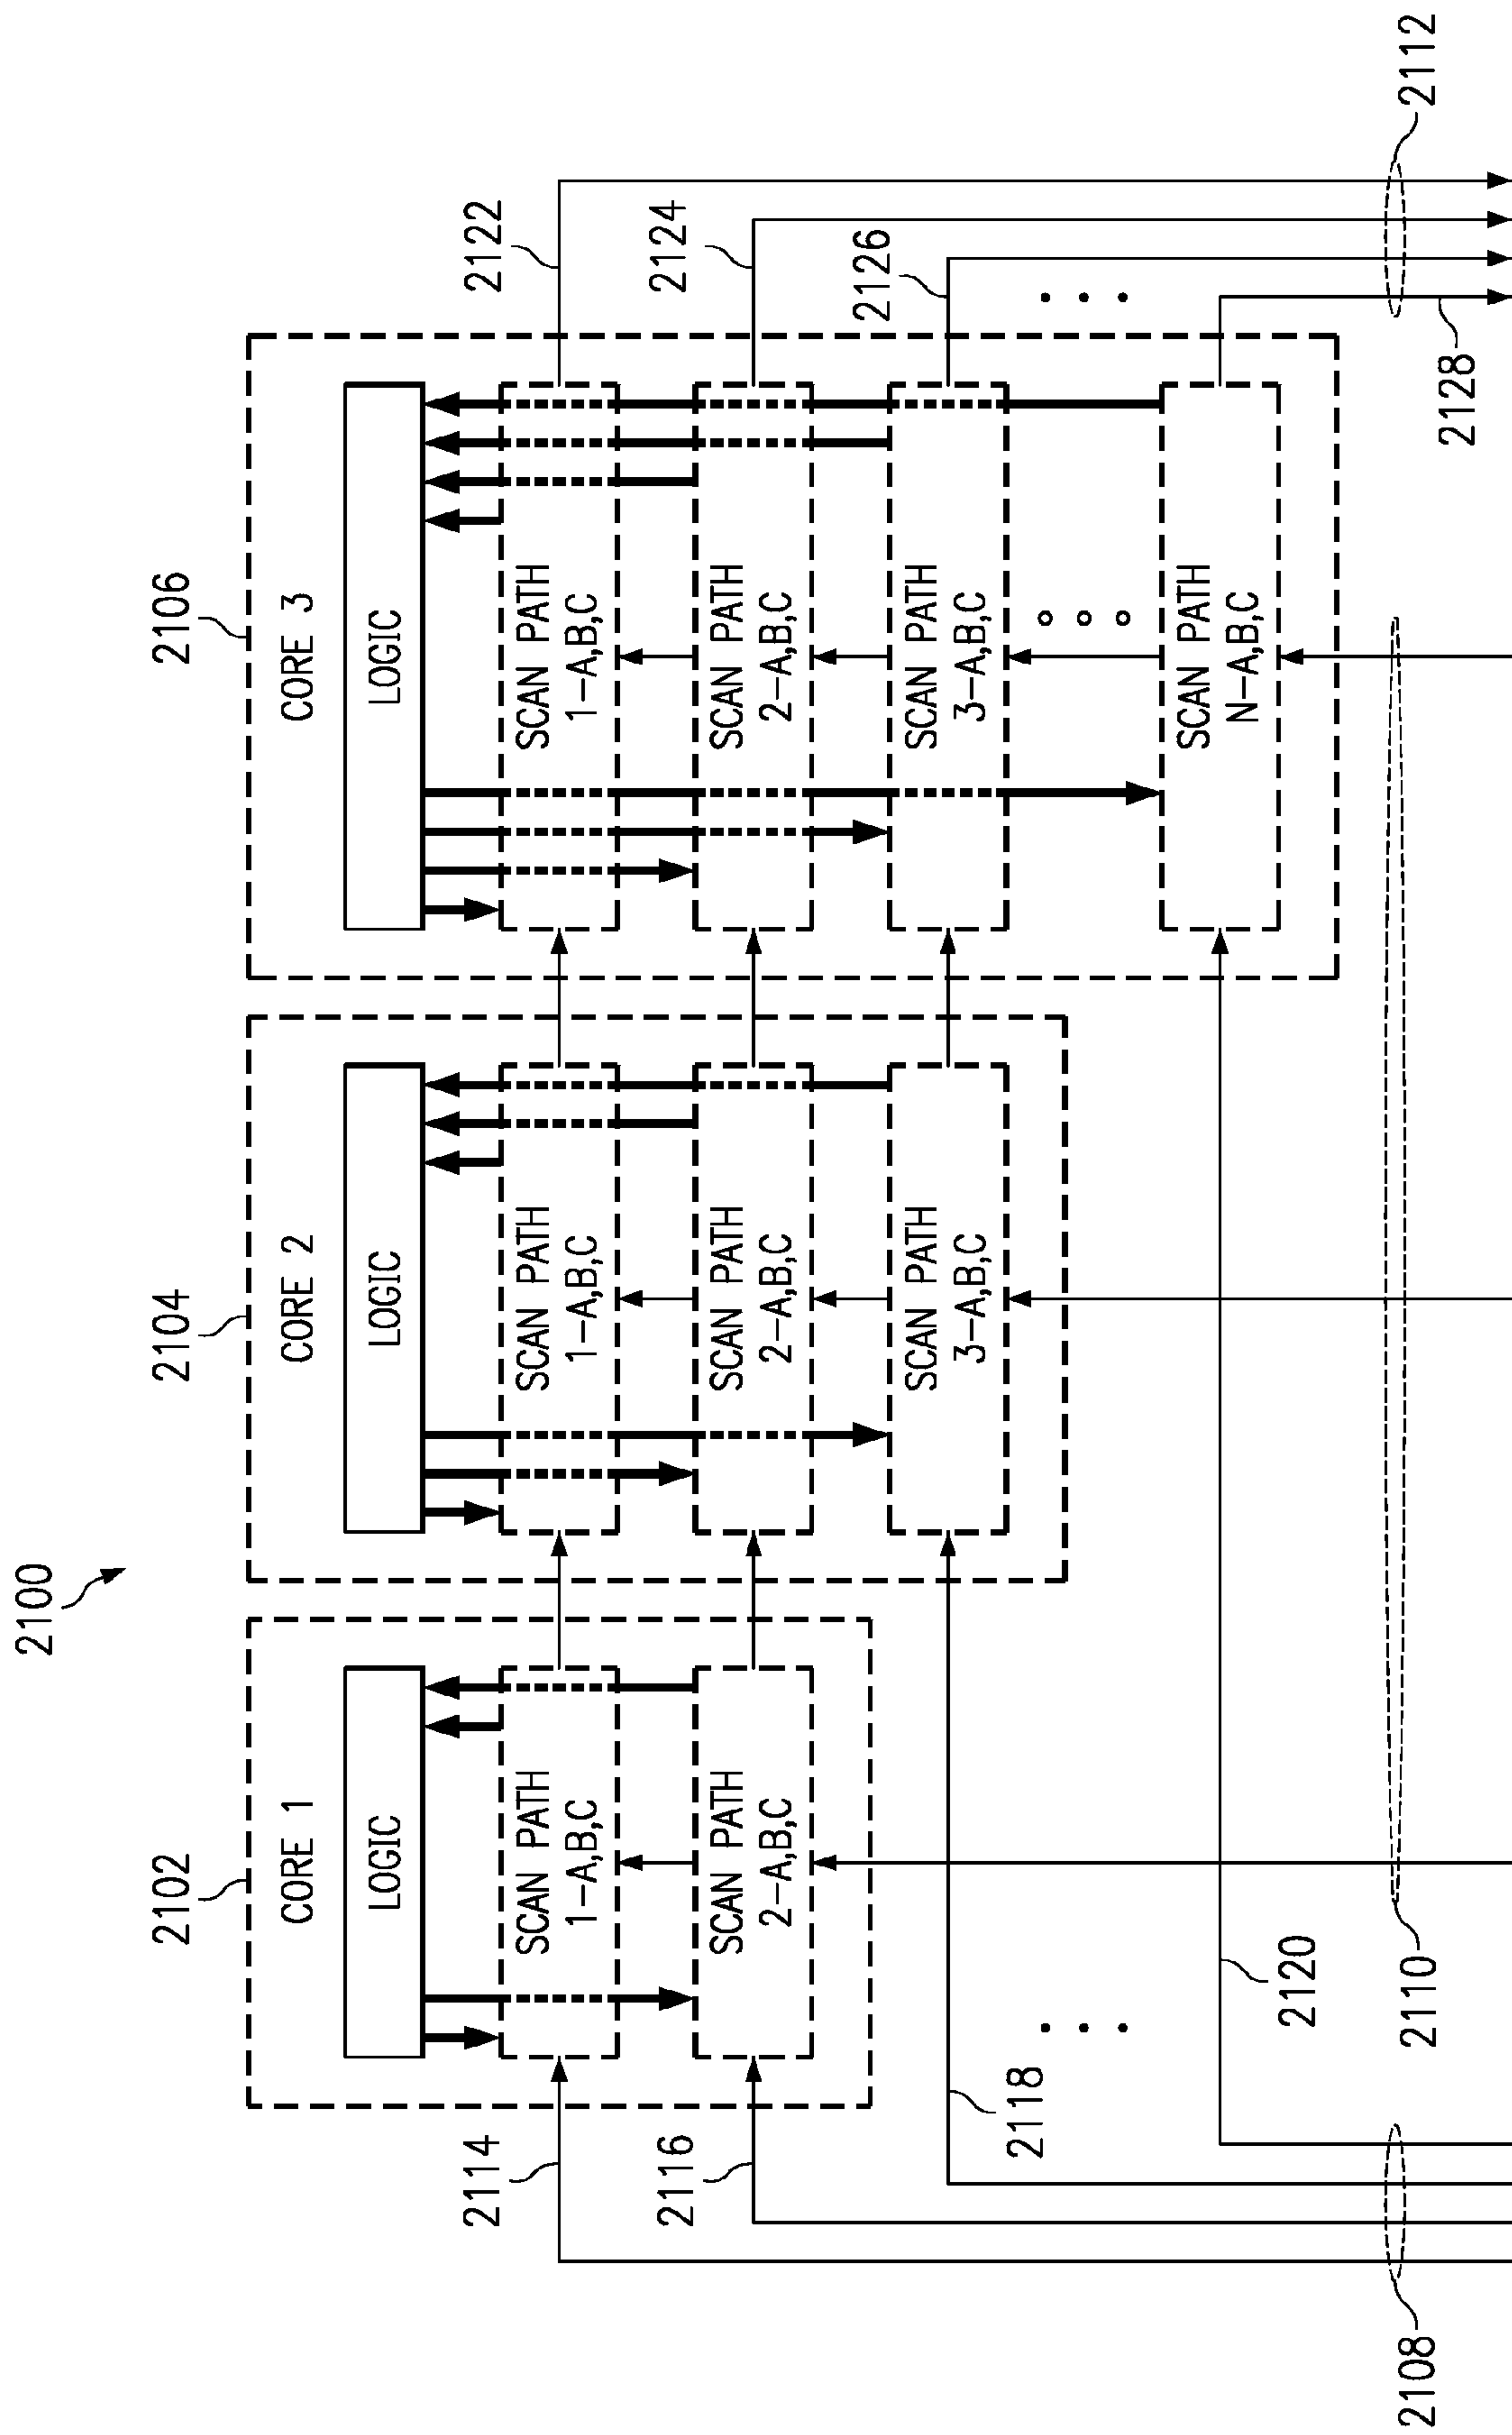 2100
2102
2104
2106
CORE 1
CORE 2
CORE 3
LOGIC
LOGIC
LOGIC
2114
SCAN PATH
1-A,B,C
SCAN PATH
1-A,B,C
SCAN PATH
1-A,B,C
2122
2116
SCAN PATH
2-A,B,C
SCAN PATH
2-A,B,C
SCAN PATH
2-A,B,C
2124
2118
SCAN PATH
3-A,B,C
SCAN PATH
3-A,B,C
2126
2120
SCAN PATH
N-A,B,C
2128
2108
2110
2112